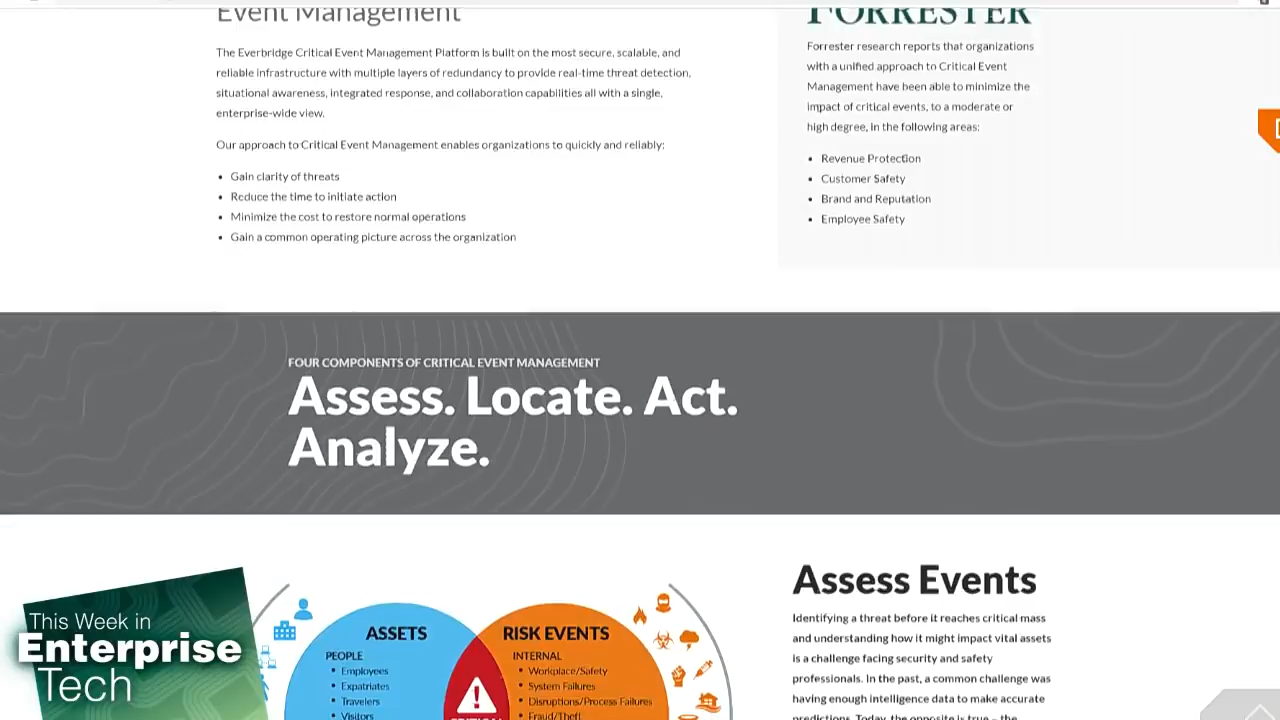 Event Management
The Everbridge Critical Event Management Platform is built on the most secure, scalable, and
reliable infrastructure with multiple layers of redundancy to provide real-time threat detection,
situational awareness, integrated response, and collaboration capabilities all with a single,
enterprise-wide view.
Our approach to Critical Event Management enables organizations to quickly and reliably:
• Gain clarity of threats
• Reduce the time to initiate action
• Minimize the cost to restore normal operations
• Gain a common operating picture across the organization
FORRESTER
Forrester research reports that organizations
with a unified approach to Critical Event
Management have been able to minimize the
impact of critical events, to a moderate or
high degree, in the following areas:
• Revenue Protection
• Customer Safety
• Brand and Reputation
• Employee Safety
FOUR COMPONENTS OF CRITICAL EVENT MANAGEMENT
Assess. Locate. Act.
Analyze.
ASSETS
PEOPLE
• Employees
• Expatriates
• Travelers
• Visitors
RISK EVENTS
INTERNAL
• Workplace/Safety
• System Failures
• Disruptions/Process Failures
• Fraud/Theft
CRITICAL
Assess Events
Identifying a threat before it reaches critical mass
and understanding how it might impact vital assets
is a challenge facing security and safety
professionals. In the past, a common challenge was
having enough intelligence data to make accurate
predictions. Today, the opposite is true – the
This Week in
Enterprise
Tech